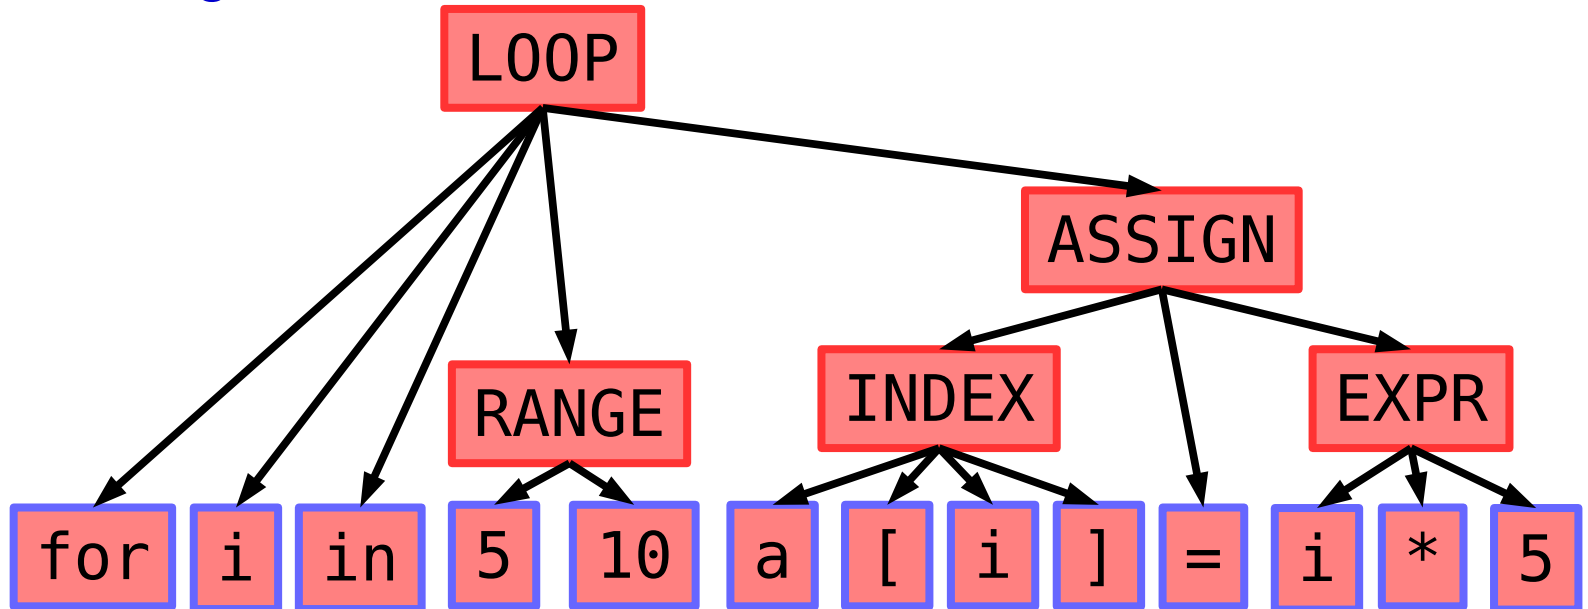 LOOP
ASSIGN
RANGE INDEX EXPR
for i in 5 10 a [ i ] = i * 5